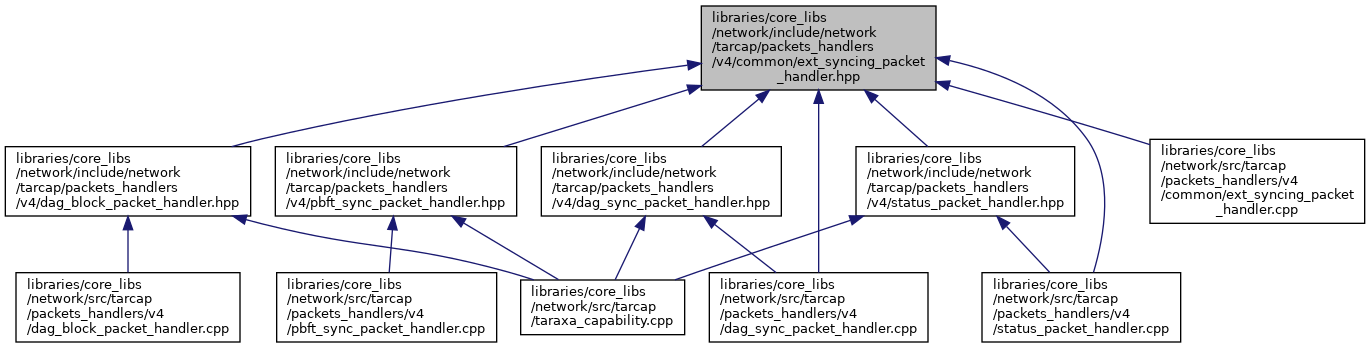 libraries/core_libs
/network/include/network
/tarcap/packets_handlers
/v4/common/ext_syncing_packet
_handler.hpp
libraries/core_libs
/network/include/network
/tarcap/packets_handlers
/v4/dag_block_packet_handler.hpp
libraries/core_libs
/network/include/network
/tarcap/packets_handlers
/v4/pbft_sync_packet_handler.hpp
libraries/core_libs
/network/include/network
/tarcap/packets_handlers
/v4/dag_sync_packet_handler.hpp
libraries/core_libs
/network/include/network
/tarcap/packets_handlers
/v4/status_packet_handler.hpp
libraries/core_libs
/network/src/tarcap
/packets_handlers/v4
/common/ext_syncing_packet
_handler.cpp
libraries/core_libs
/network/src/tarcap
/packets_handlers/v4
/dag_block_packet_handler.cpp
libraries/core_libs
/network/src/tarcap
/packets_handlers/v4
/pbft_sync_packet_handler.cpp
libraries/core_libs
/network/src/tarcap
/taraxa_capability.cpp
libraries/core_libs
/network/src/tarcap
/packets_handlers/v4
/dag_sync_packet_handler.cpp
libraries/core_libs
/network/src/tarcap
/packets_handlers/v4
/status_packet_handler.cpp